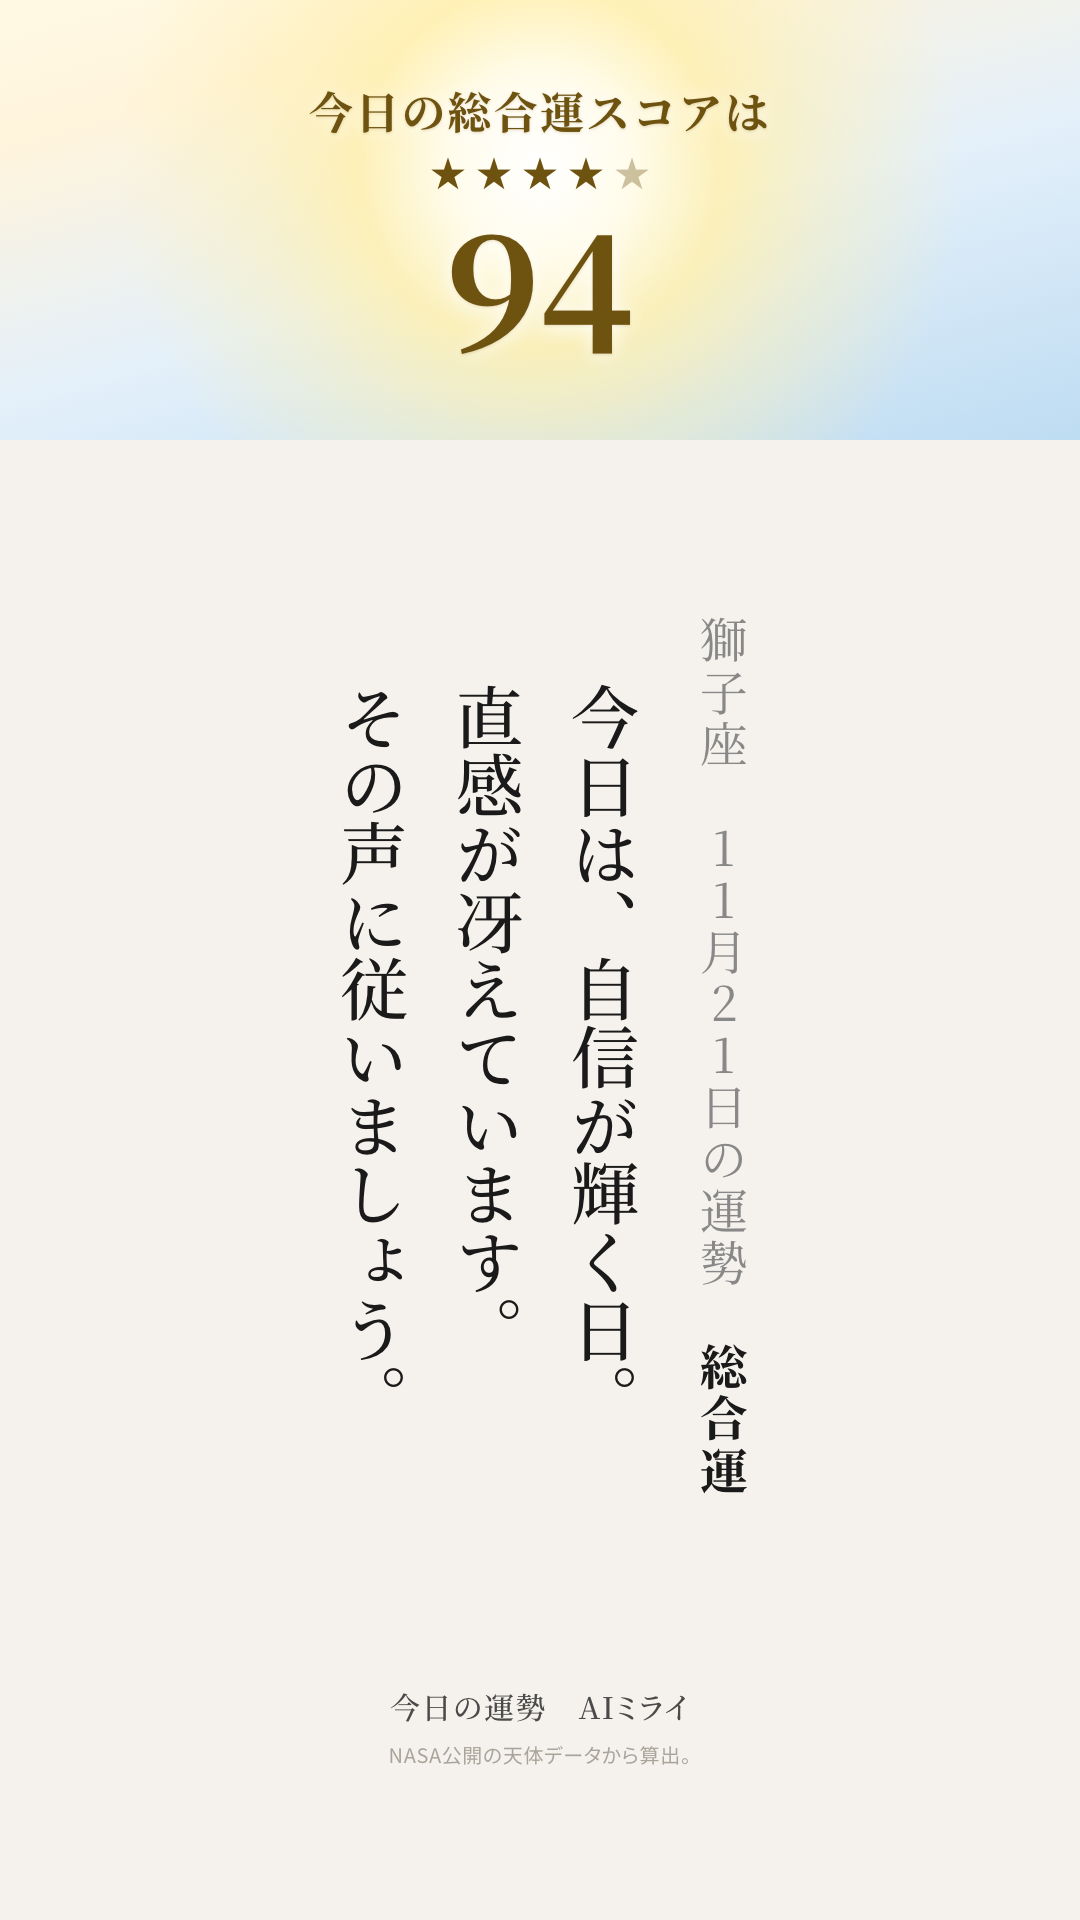 今日の総合運スコアは
★★★★★
94
獅子座　11月21日の運勢　総合運
今日は、自信が輝く日。
直感が冴えています。
その声に従いましょう。
今日の運勢　AIミライ
NASA公開の天体データから算出。